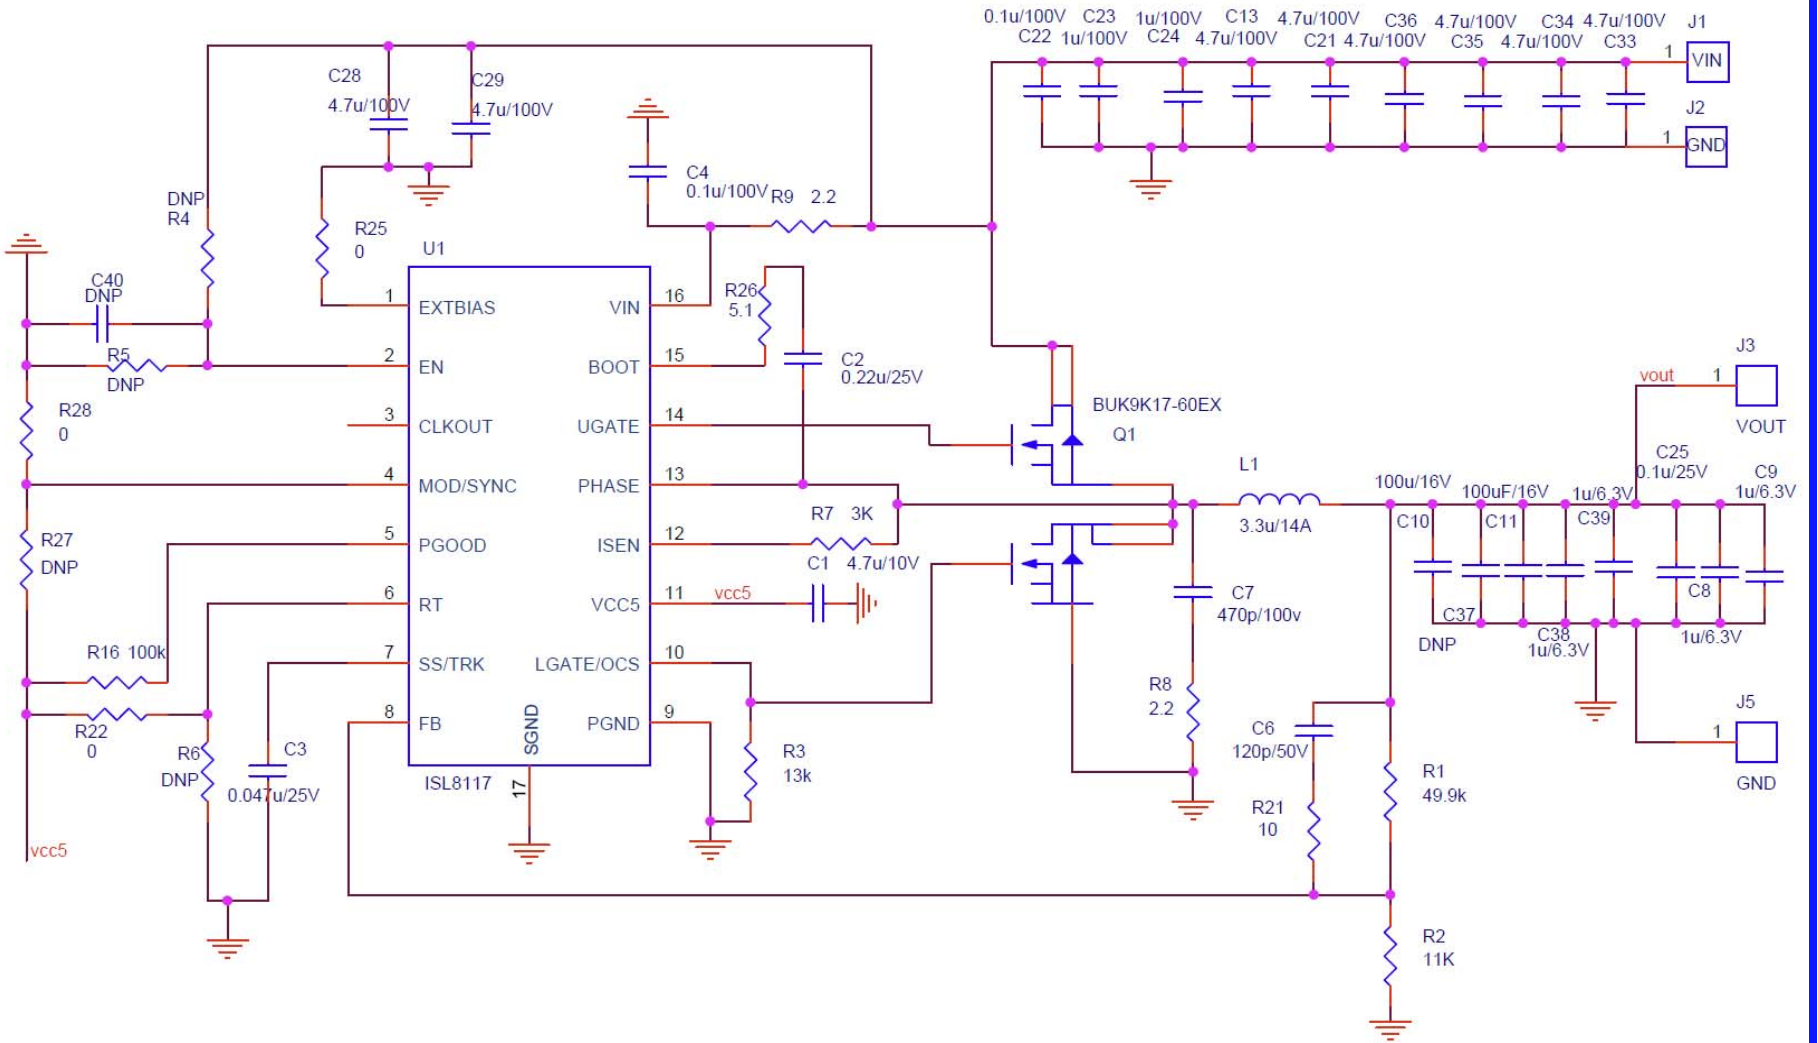 0.1u/100V C23 1u/100V C13 4.7u/100V C36 4.7u/100V C34 4.7u/100V J1
C22 1u/100V C24 4.7u/100V C21 4.7u/100V C35 4.7u/100V C33
1 VIN
J2
1 GND
C28
4.7u/100V
C29
4.7u/100V
C4
0.1u/100V
R9 2.2
DNP
R4
R25
0
U1
C40
DNP
R5
DNP
R28
0
R27
DNP
R16 100k
R22
0
R6
DNP
C3
0.047u/25V
vcc5
1 EXTBIAS
2 EN
3 CLKOUT
4 MOD/SYNC
5 PGOOD
6 RT
7 SS/TRK
8 FB
VIN 16
BOOT 15
UGATE 14
PHASE 13
ISEN 12
VCC5 11
LGATE/OCS 10
PGND 9
SGND
17
ISL8117
R26
5.1
C2
0.22u/25V
R7 3K
C1 4.7u/10V
vcc5
R3
13k
BUK9K17-60EX
Q1
L1
3.3u/14A
C7
470p/100v
R8
2.2
C6
120p/50V
R21
10
R1
49.9k
R2
11K
J3
vout 1
VOUT
100u/16V
C10
100uF/16V
C11
1u/6.3V
C39
C25
0.1u/25V
C9
1u/6.3V
C37
DNP
C38
1u/6.3V
C8
1u/6.3V
J5
1
GND